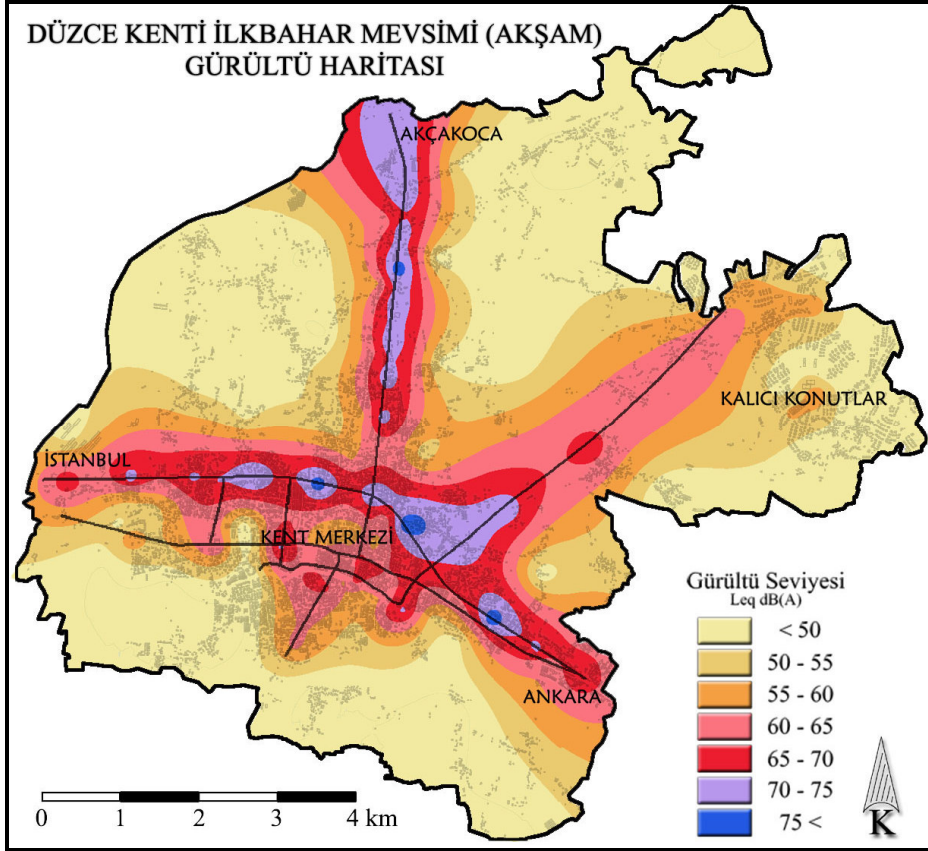 DÜZCE KENTİ İLKBAHAR MEVSİMİ (AKŞAM)
GÜRÜLTÜ HARİTASI
AKÇAKOCA
KALICI KONUTLAR
İSTANBUL
KENT MERKEZİ
ANKARA
Gürültü Seviyesi
Leq dB(A)
< 50
50 - 55
55 - 60
60 - 65
65 - 70
70 - 75
75 <
0 1 2 3 4 km
K